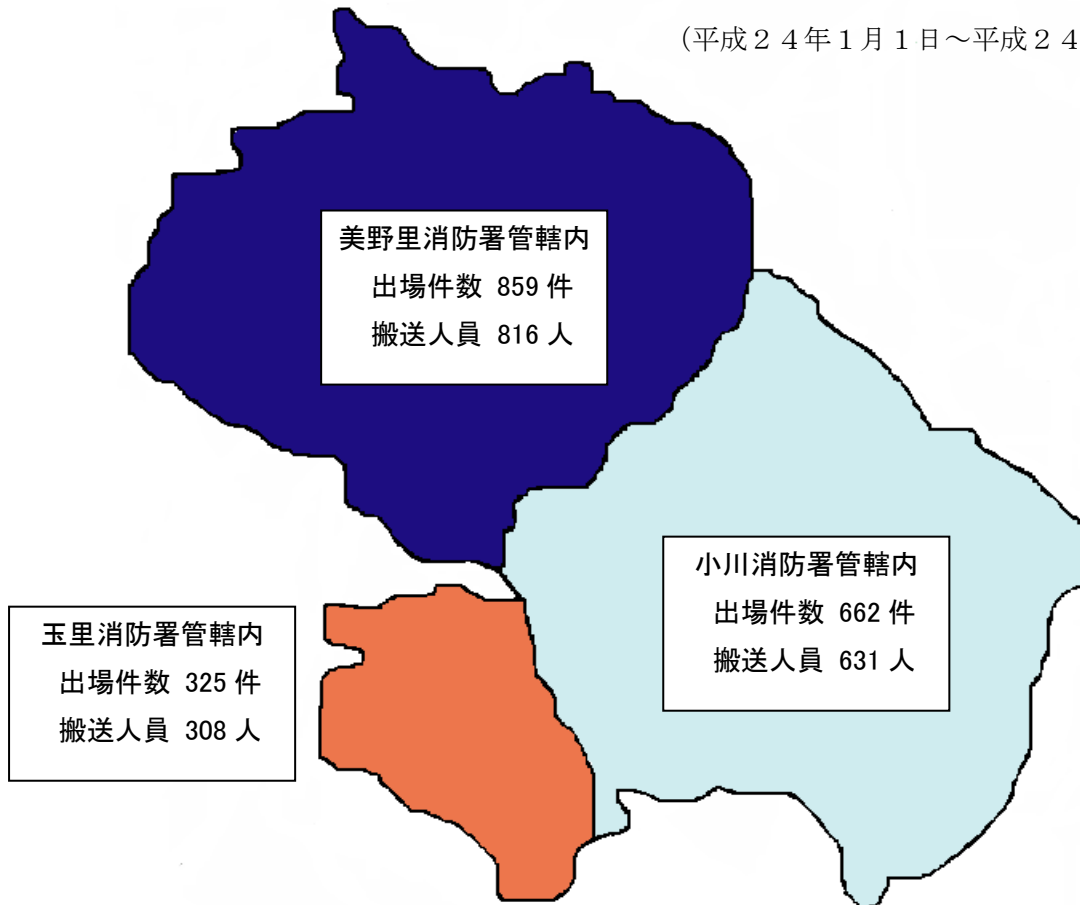 (平成２４年１月１日～平成２４
美野里消防署管轄内
出場件数 859 件
搬送人員 816 人
小川消防署管轄内
出場件数 662 件
搬送人員 631 人
玉里消防署管轄内
出場件数 325 件
搬送人員 308 人